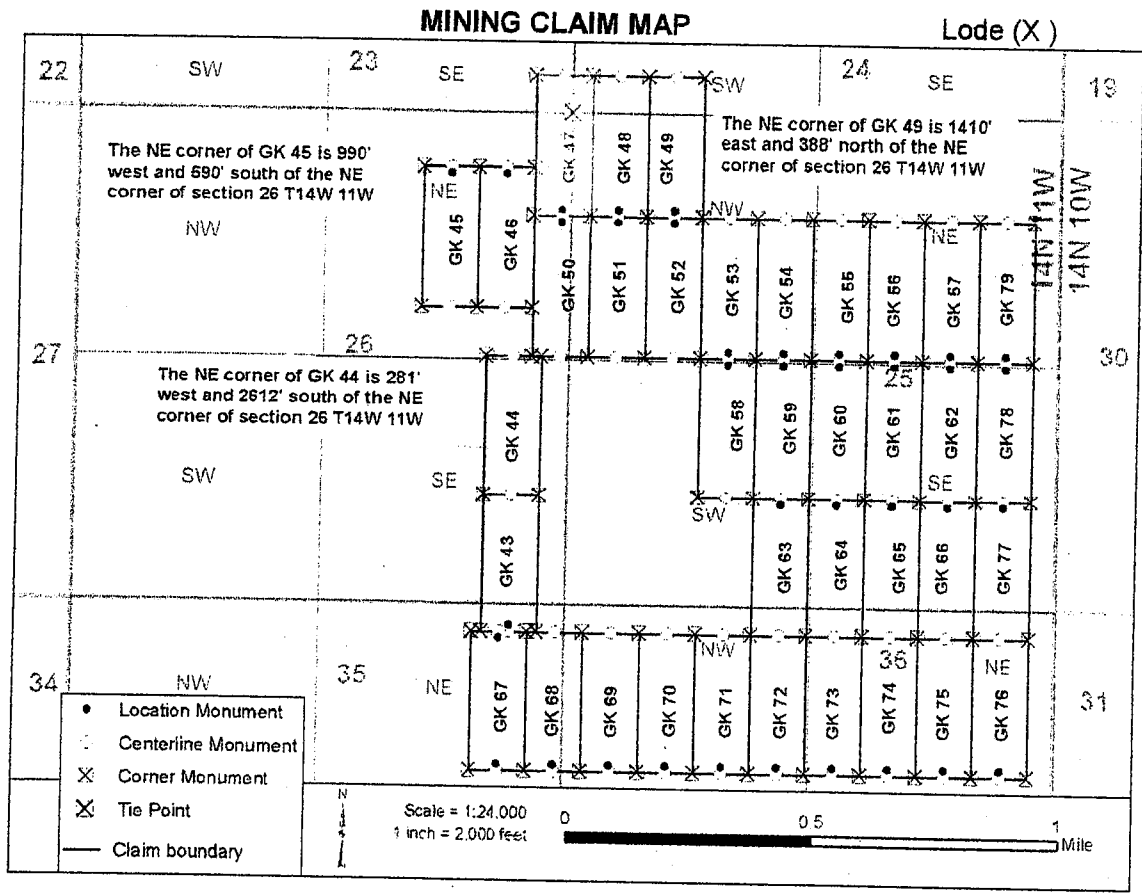 MINING CLAIM MAP
Lode (X )
22
SW
23
SE
SW
24
SE
19
The NE corner of GK 45 is 990'
west and 690' south of the NE
corner of section 26 T14W 11W
The NE corner of GK 49 is 1410'
east and 388' north of the NE
corner of section 26 T14W 11W
GK 47
GK 48
GK 49
NE
NW
NW
NE
14N 11W
14N 10W
GK 45
GK 46
GK 50
GK 51
GK 52
GK 53
GK 54
GK 55
GK 56
GK 57
GK 79
27
26
25
30
The NE corner of GK 44 is 281'
west and 2612' south of the NE
corner of section 26 T14W 11W
GK 44
GK 58
GK 59
GK 60
GK 61
GK 62
GK 78
SW
SE
SW
SE
GK 43
GK 63
GK 64
GK 65
GK 66
GK 77
34
NW
35
NE
NW
36
NE
31
GK 67
GK 68
GK 69
GK 70
GK 71
GK 72
GK 73
GK 74
GK 75
GK 76
Location Monument
Centerline Monument
Corner Monument
Tie Point
Claim boundary
N
Scale = 1:24.000
1 inch = 2,000 feet
0
0.5
1
Mile